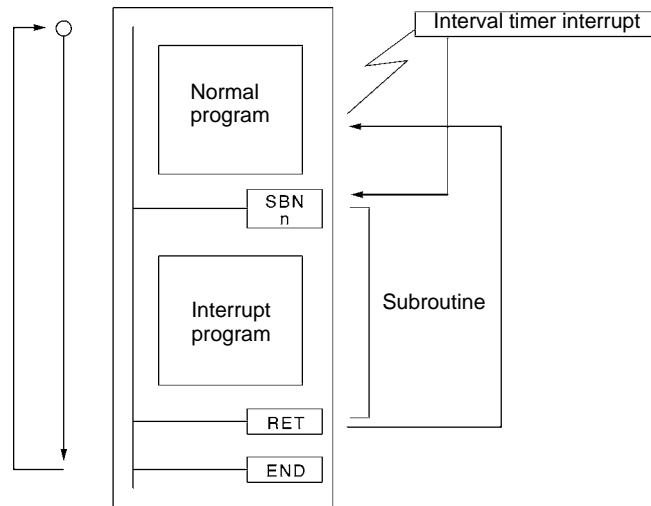 Interval timer interrupt
Normal
program
SBN
n
Interrupt
program
Subroutine
RET
END